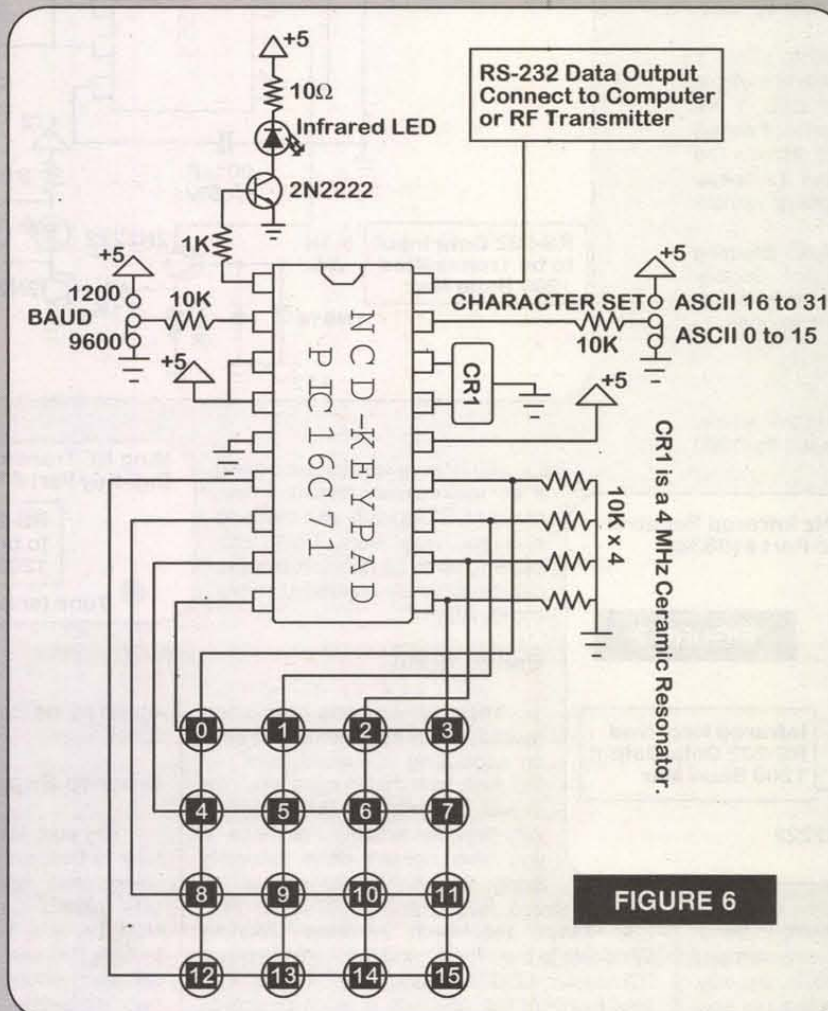 +5
10Ω
Infrared LED
2N2222
1K
RS-232 Data Output
Connect to Computer
or RF Transmitter
+5
1200
BAUD
9600
10K
+5
NCD-KEYPAD
PIC16C71
CHARACTER SET
+5
ASCII 16 to 31
10K
ASCII 0 to 15
CR1
+5
10K x 4
CR1 is a 4 MHz Ceramic Resonator.
0 1 2 3
4 5 6 7
8 9 10 11
12 13 14 15
FIGURE 6